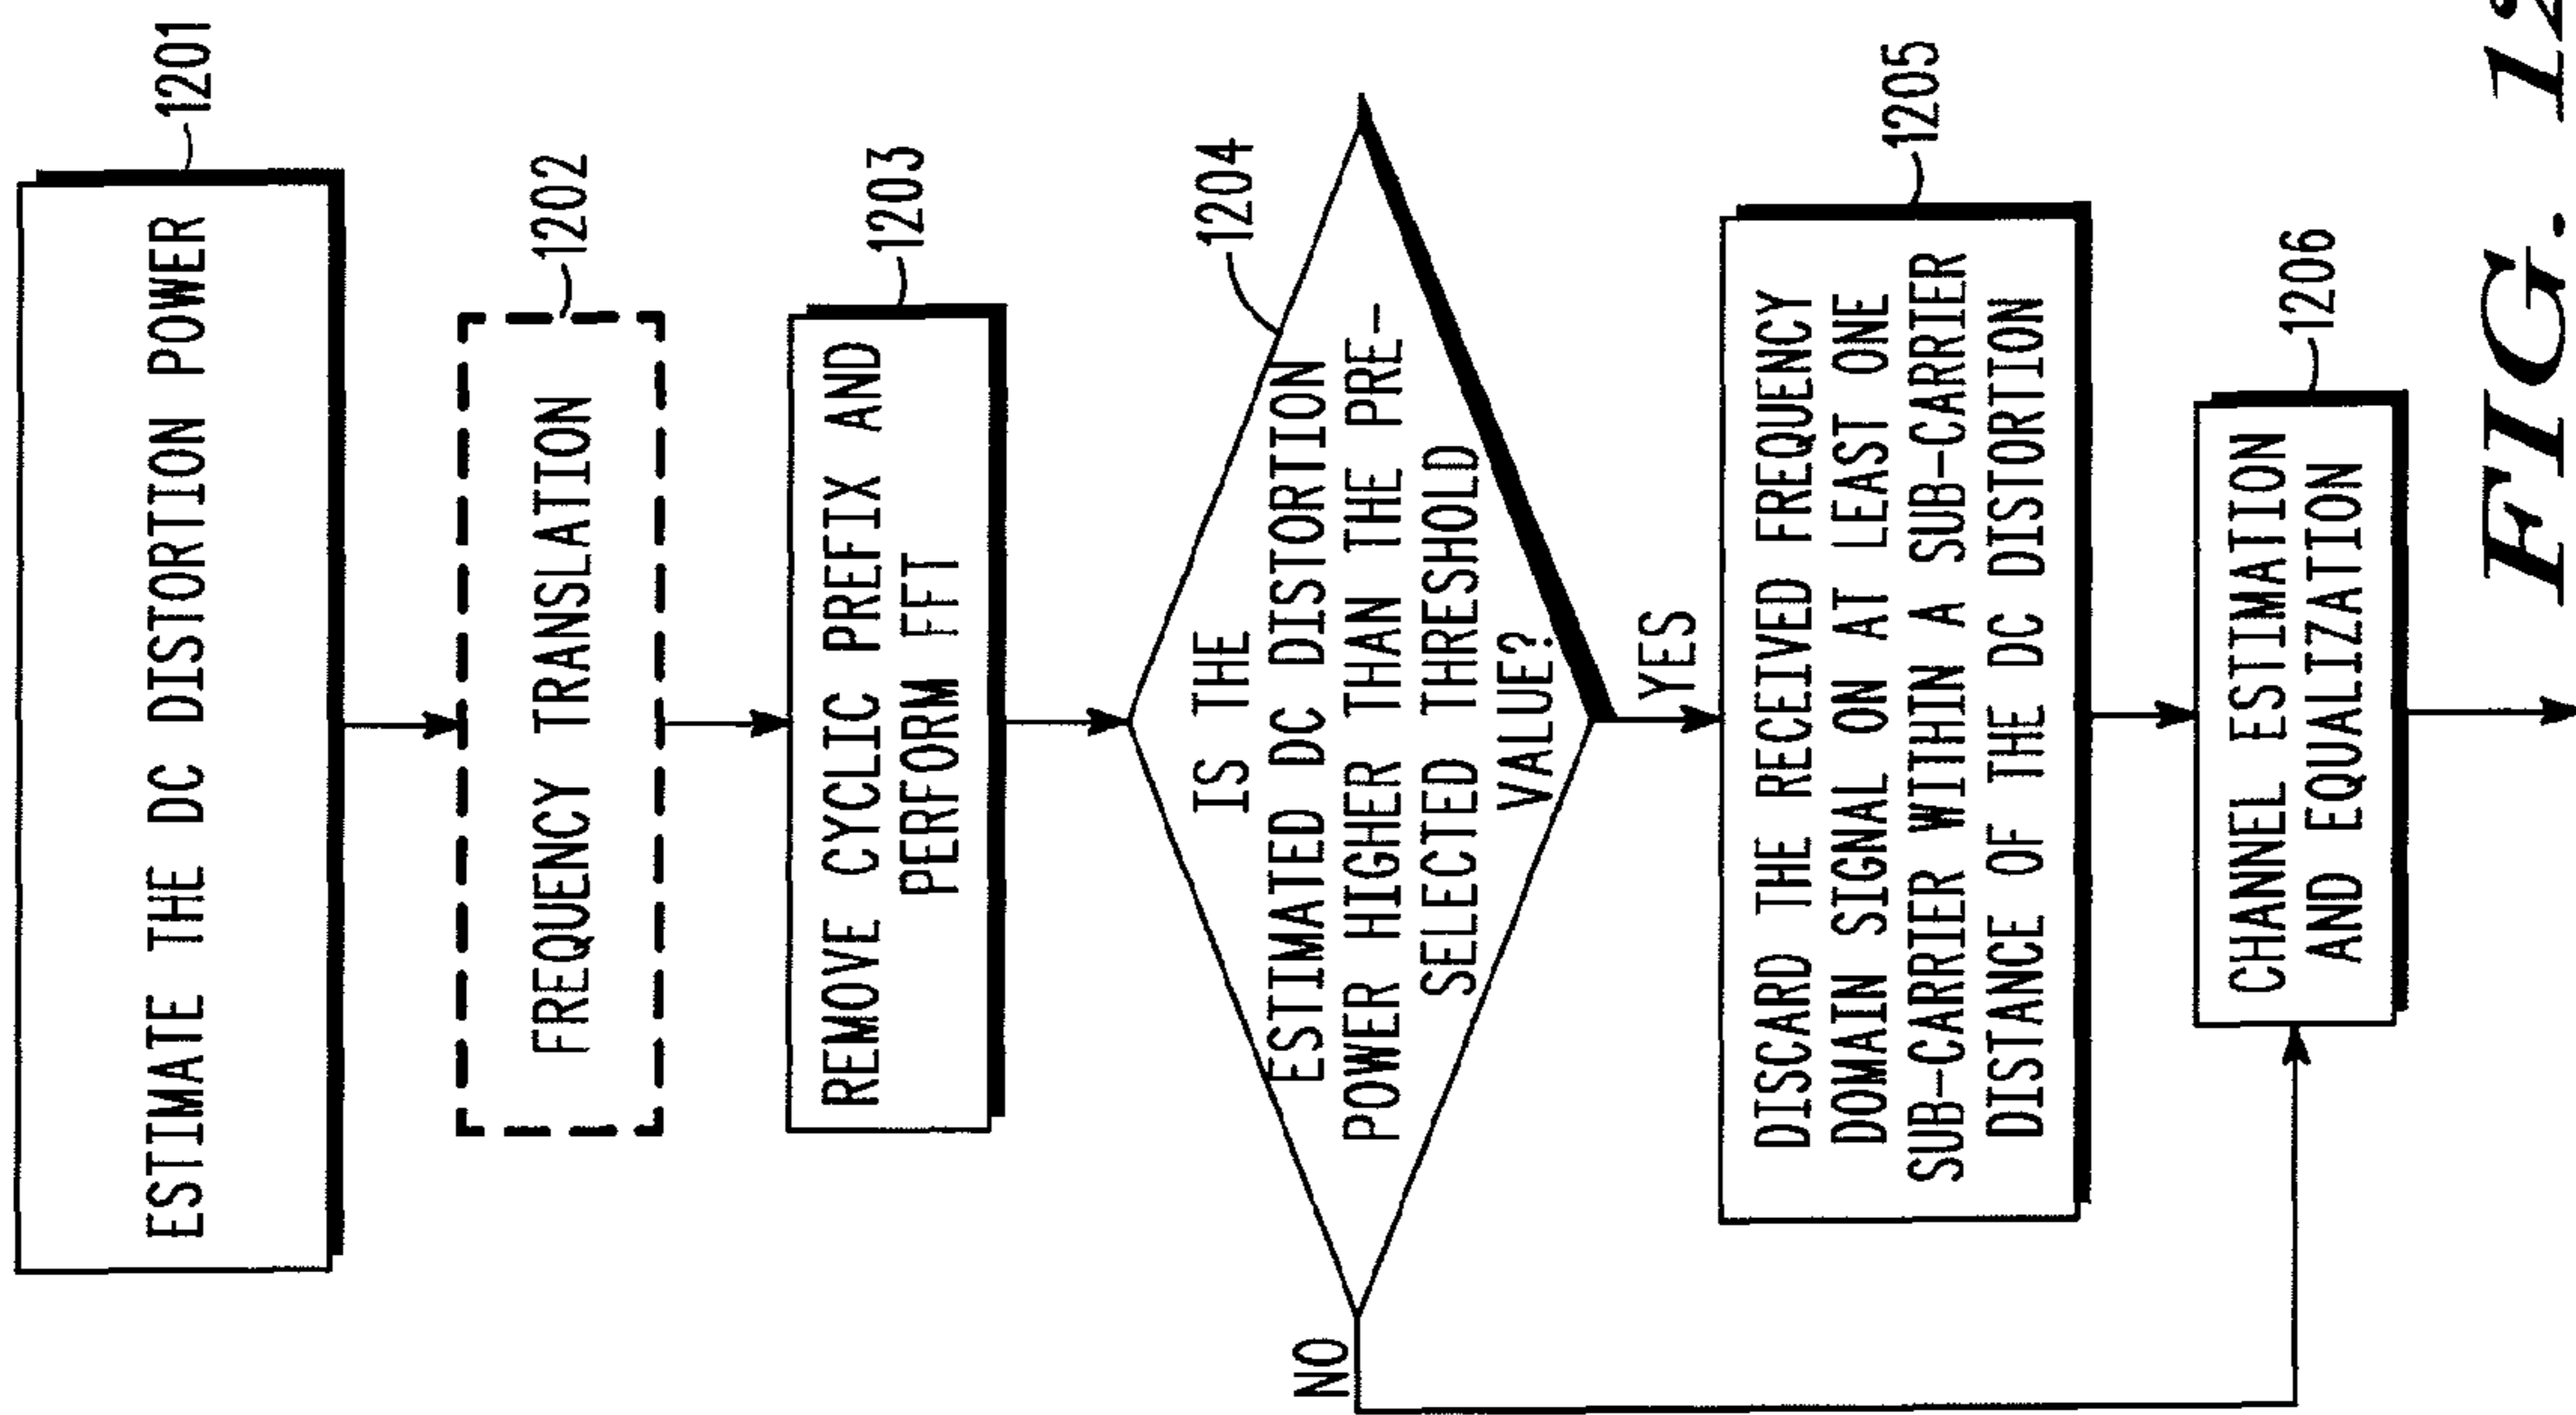 1201
ESTIMATE THE DC DISTORTION POWER
1202
FREQUENCY TRANSLATION
1203
REMOVE CYCLIC PREFIX AND
PERFORM FFT
1204
IS THE
ESTIMATED DC DISTORTION
POWER HIGHER THAN THE PRE-
SELECTED THRESHOLD
VALUE?
NO
YES
1205
DISCARD THE RECEIVED FREQUENCY
DOMAIN SIGNAL ON AT LEAST ONE
SUB-CARRIER WITHIN A SUB-CARRIER
DISTANCE OF THE DC DISTORTION
1206
CHANNEL ESTIMATION
AND EQUALIZATION
FIG. 12